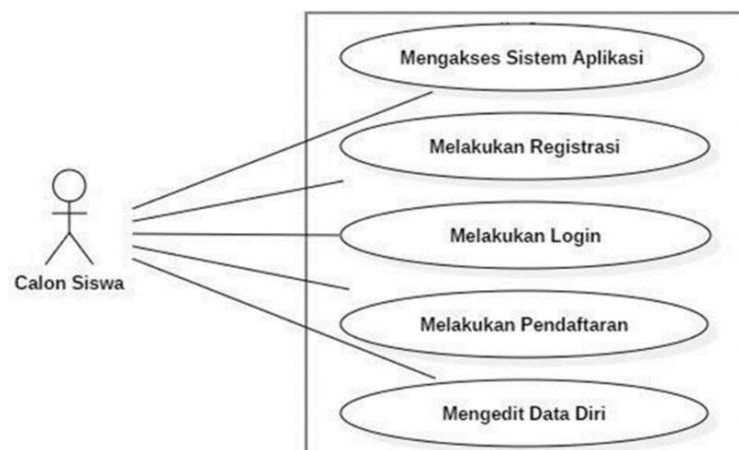 Mengakses Sistem Aplikasi
Melakukan Registrasi
Melakukan Login
Calon Siswa
Melakukan Pendaftaran
Mengedit Data Diri